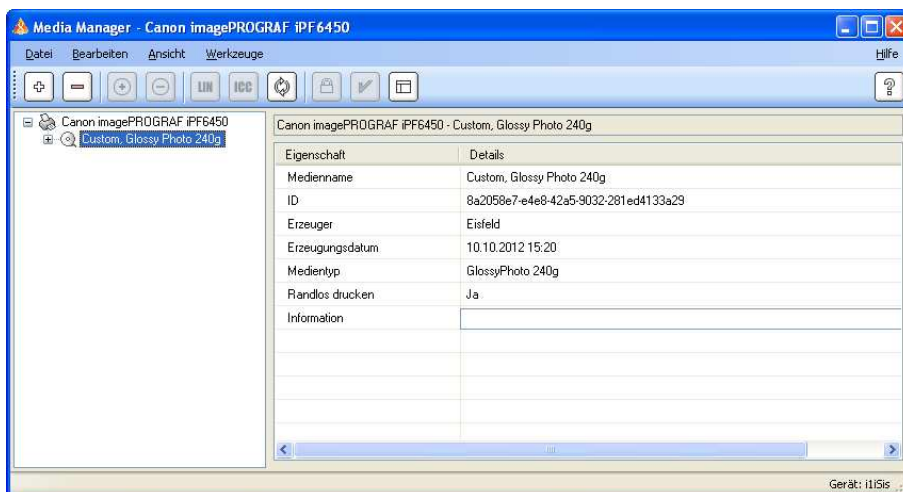 Media Manager - Canon imagePROGRAF iPF6450
Datei Bearbeiten Ansicht Werkzeuge Hilfe
LIN ICC ?
Canon imagePROGRAF iPF6450
Custom, Glossy Photo 240g
Canon imagePROGRAF iPF6450 - Custom, Glossy Photo 240g
Eigenschaft Details
Medienname Custom, Glossy Photo 240g
ID 8a2058e7-e4e8-42a5-9032-281ed4133a29
Erzeuger Eisfeld
Erzeugungsdatum 10.10.2012 15:20
Medientyp GlossyPhoto 240g
Randlos drucken Ja
Information
Gerät: i1iSis